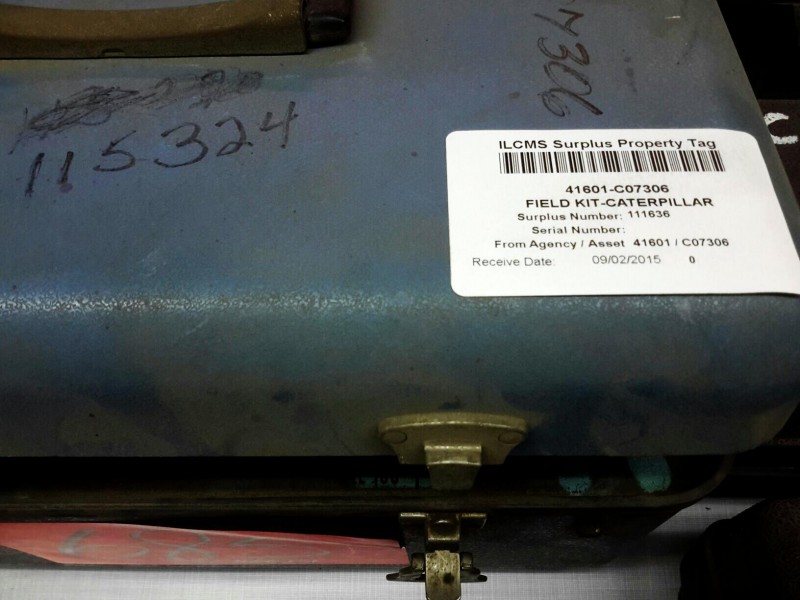 7306
115324
ILCMS Surplus Property Tag
41601-C07306
FIELD KIT-CATERPILLAR
Surplus Number: 111636
Serial Number:
From Agency / Asset 41601 / C07306
Receive Date: 09/02/2015 0